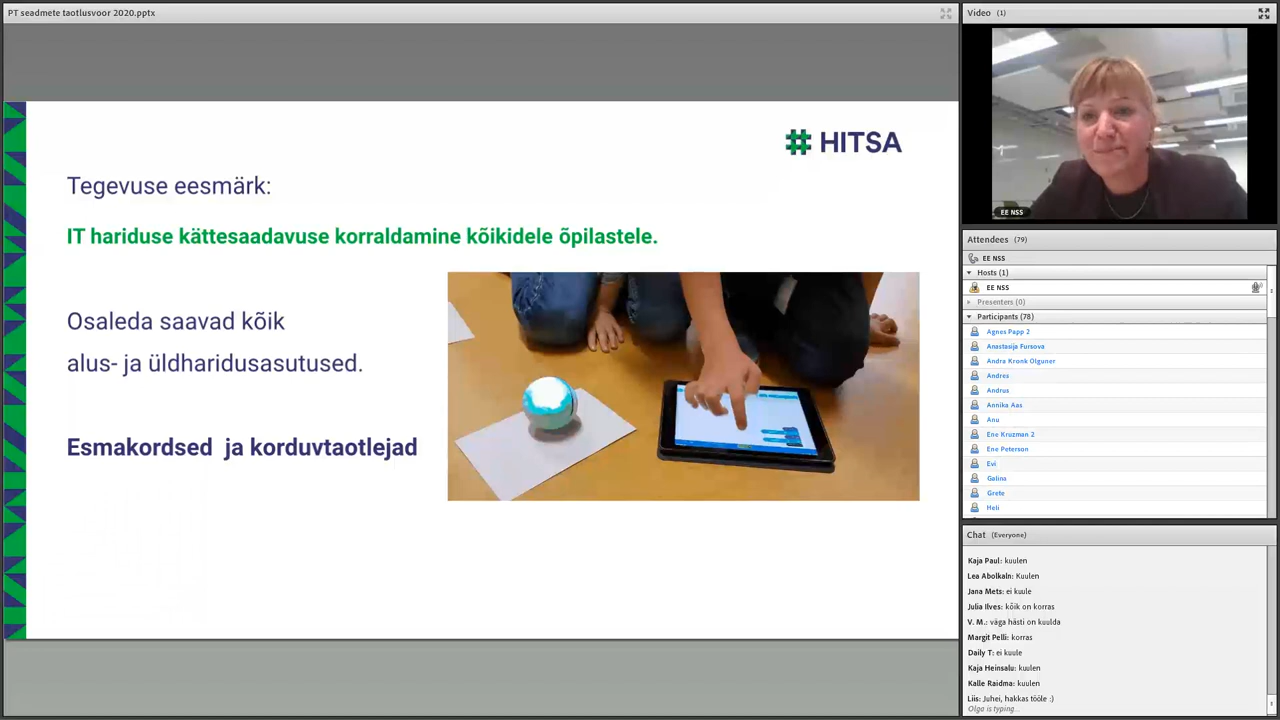 PT seadmete taotlusvoor 2020.pptx
HITSA
Tegevuse eesmärk:
IT hariduse kättesaadavuse korraldamine kõikidele õpilastele.
Osaleda saavad kõik
alus- ja üldharidusasutused.
Esmakordsed ja korduvtaotlejad
Video (1)
EE NSS
Attendees (79)
EE NSS
Hosts (1)
EE NSS
Presenters (0)
Participants (78)
Agnes Papp 2
Anastasija Fursova
Andra Kronk Olguner
Andres
Andrus
Annika Aas
Anu
Ene Kruzman 2
Ene Peterson
Evi
Galina
Grete
Heli
Chat (Everyone)
Kaja Paul: kuulen
Lea Abolkaln: Kuulen
Jana Mets: ei kuule
Julia Ilves: kõik on korras
V. M.: väga hästi on kuulda
Margit Pelli: korras
Daily T: ei kuule
Kaja Heinsalu: kuulen
Kalle Raidma: kuulen
Liis: Juhei, hakkas tööle :)
Olga is typing...